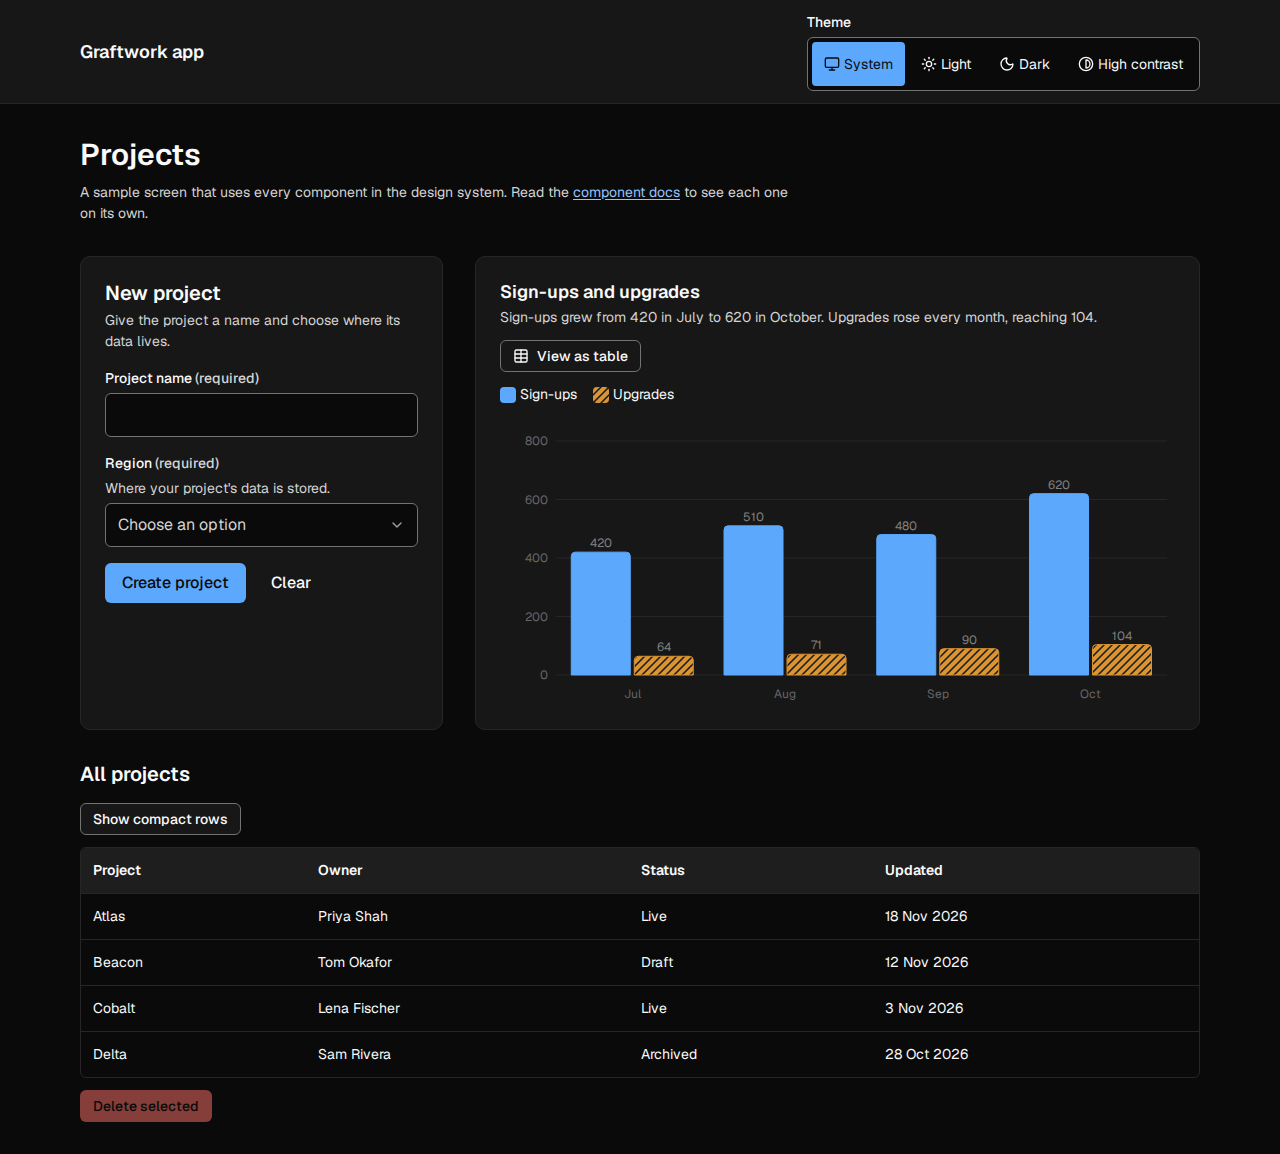 Graftwork app
Theme
System
Light
Dark
High contrast
Projects
A sample screen that uses every component in the design system. Read the component docs to see each one
on its own.
New project
Give the project a name and choose where its
data lives.
Project name (required)
Region (required)
Where your project's data is stored.
Choose an option
Create project
Clear
Sign-ups and upgrades
Sign-ups grew from 420 in July to 620 in October. Upgrades rose every month, reaching 104.
View as table
Sign-ups
Upgrades
800
600
400
200
0
420
64
510
71
480
90
620
104
Jul
Aug
Sep
Oct
All projects
Show compact rows
Project Owner Status Updated
Atlas Priya Shah Live 18 Nov 2026
Beacon Tom Okafor Draft 12 Nov 2026
Cobalt Lena Fischer Live 3 Nov 2026
Delta Sam Rivera Archived 28 Oct 2026
Delete selected